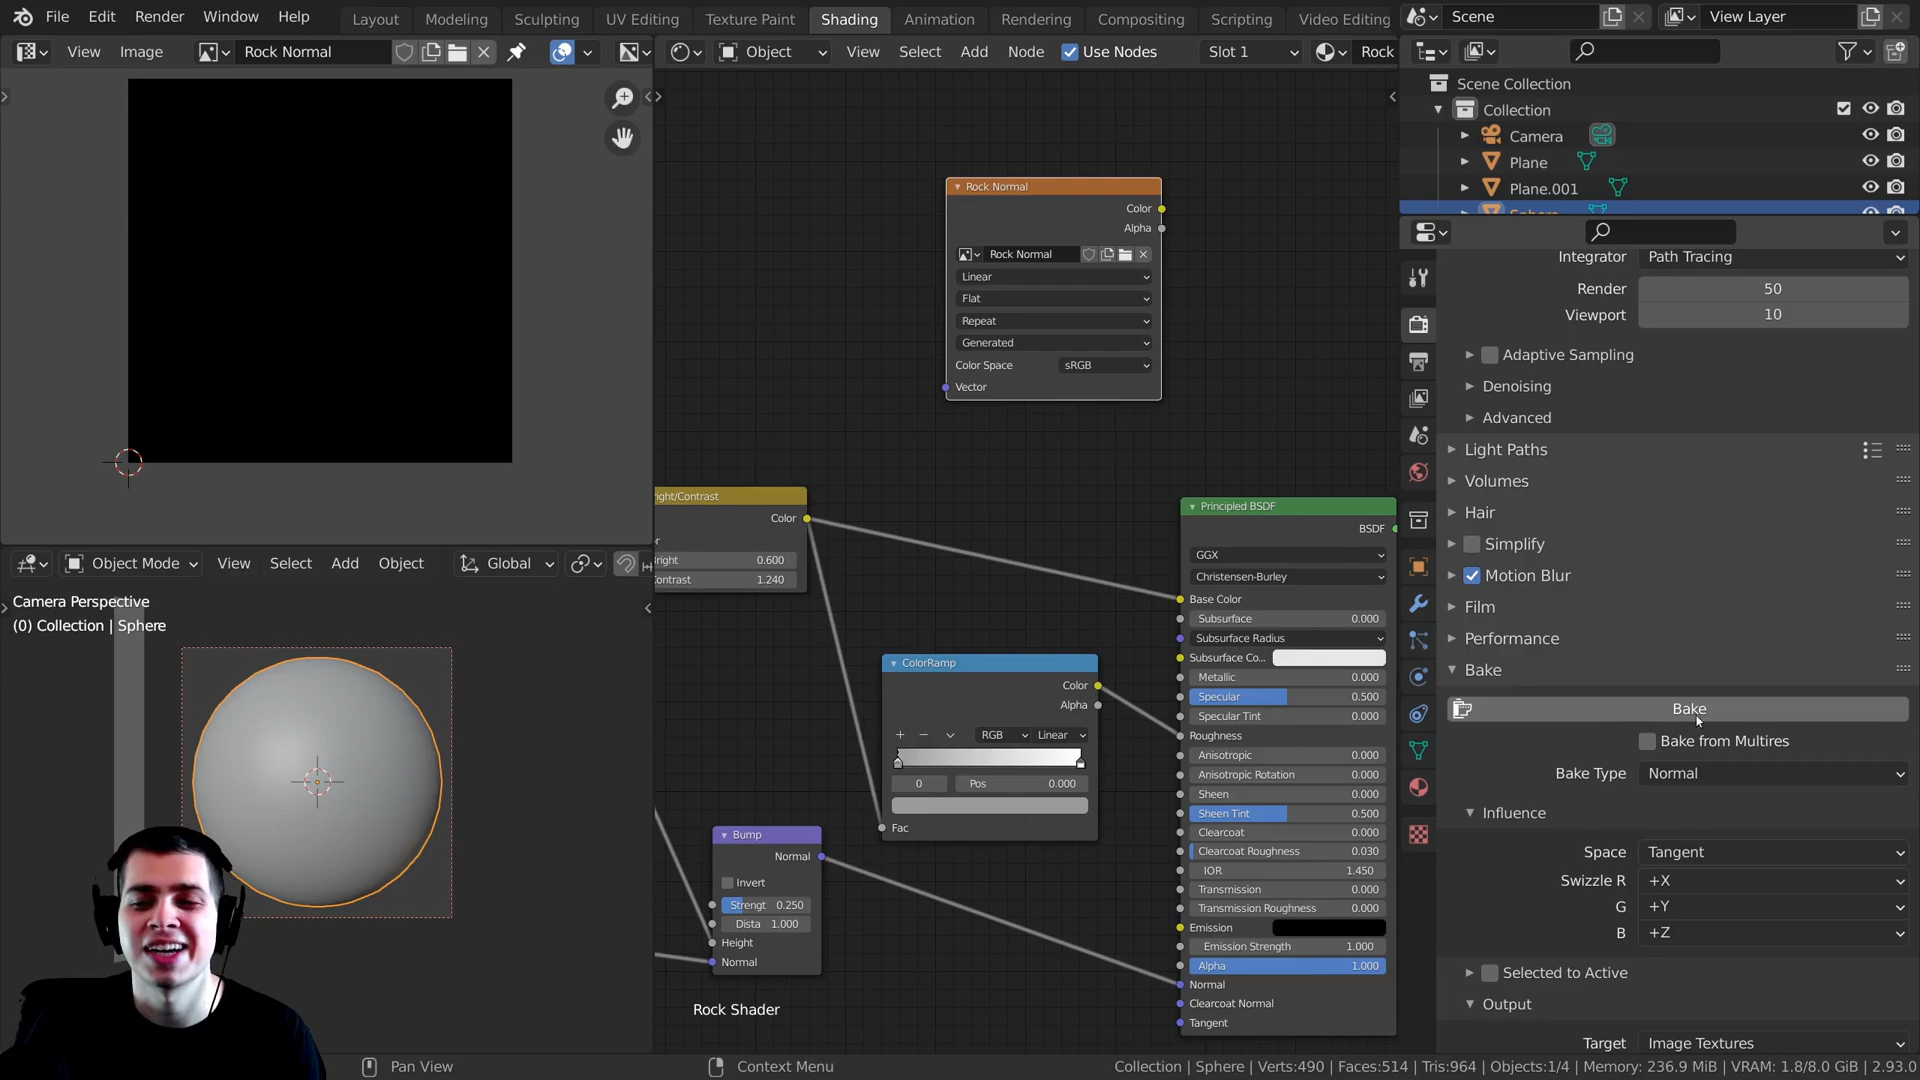 File Edit Render Window Help Layout Modeling Sculpting UV Editing Texture Paint Shading Animation Rendering Compositing Scripting Video Editing Scene View Layer
View Image Rock Normal Object View Select Add Node Use Nodes Slot 1 Rock
Scene Collection
Collection
Camera
Plane
Plane.001
Sphere
Rock Normal
Color
Alpha
Rock Normal
Linear
Flat
Repeat
Generated
Color Space sRGB
Vector
Integrator Path Tracing
Render 50
Viewport 10
Adaptive Sampling
Denoising
Advanced
Light Paths
Volumes
Hair
Simplify
Motion Blur
Film
Performance
Bake
Bake
Bake from Multires
Bake Type Normal
Influence
Space Tangent
Swizzle R +X
G +Y
B +Z
Selected to Active
Output
Target Image Textures
ight/Contrast
Color
r
right 0.600
ontrast 1.240
Principled BSDF
BSDF
GGX
Christensen-Burley
Base Color
Subsurface 0.000
Subsurface Radius
Subsurface Co...
Metallic 0.000
Specular 0.500
Specular Tint 0.000
Roughness
Anisotropic 0.000
Anisotropic Rotation 0.000
Sheen 0.000
Sheen Tint 0.500
Clearcoat 0.000
Clearcoat Roughness 0.030
IOR 1.450
Transmission 0.000
Transmission Roughness 0.000
Emission
Emission Strength 1.000
Alpha 1.000
Normal
Clearcoat Normal
Tangent
ColorRamp
Color
Alpha
RGB Linear
0 Pos 0.000
Fac
Bump
Normal
Invert
Strengt 0.250
Dista 1.000
Height
Normal
Rock Shader
Object Mode View Select Add Object Global
Camera Perspective
(0) Collection | Sphere
Pan View Context Menu Collection | Sphere | Verts:490 | Faces:514 | Tris:964 | Objects:1/4 | Memory: 236.9 MiB | VRAM: 1.8/8.0 GiB | 2.93.0